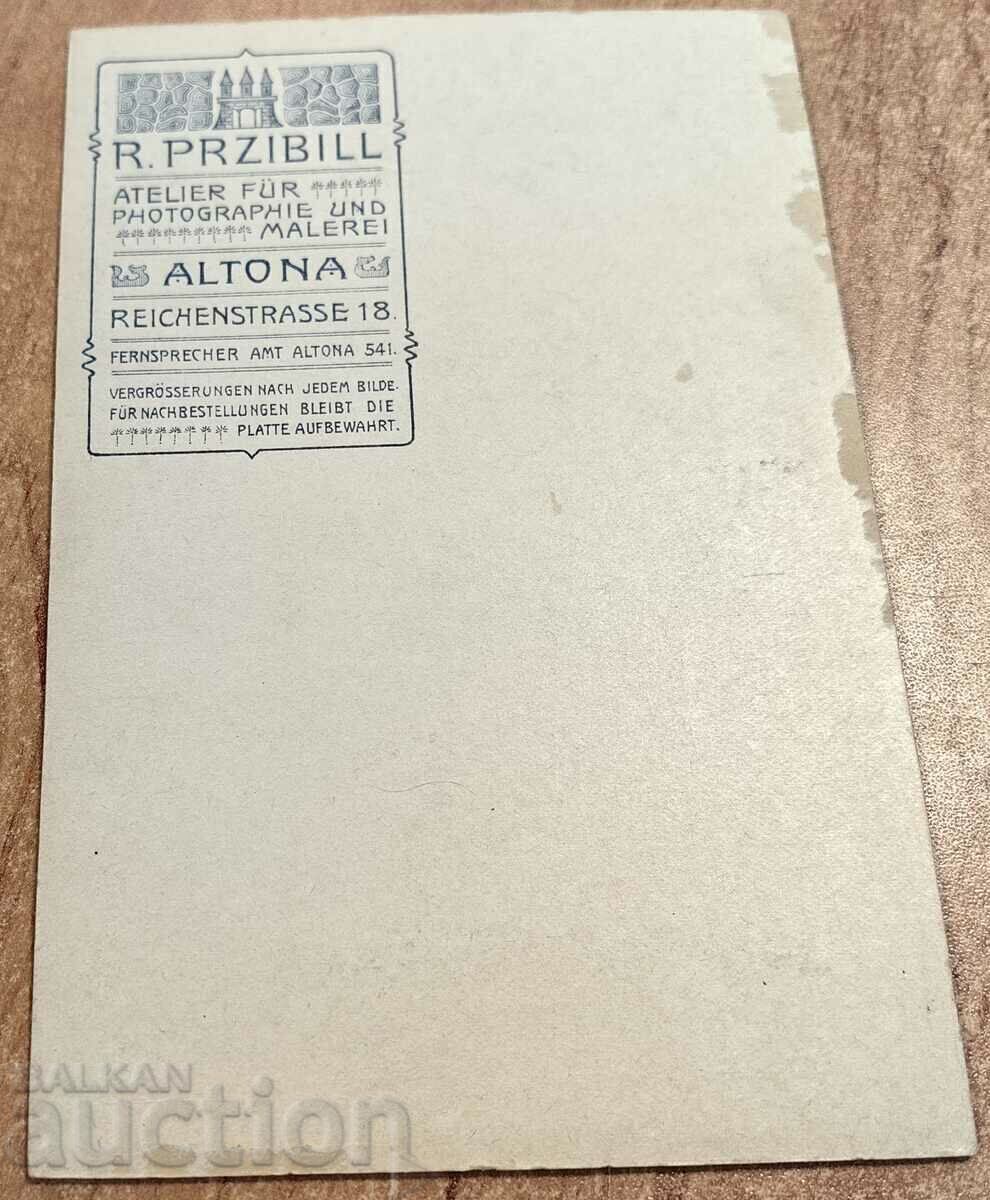 R. PRZIBILL
ATELIER FÜR
PHOTOGRAPHIE UND
MALEREI
ALTONA
REICHENSTRASSE 18.
FERNSPRECHER AMT ALTONA 541.
VERGRÖSSERUNGEN NACH JEDEM BILDE.
FÜR NACHBESTELLUNGEN BLEIBT DIE
PLATTE AUFBEWAHRT.
BALKAN
auction